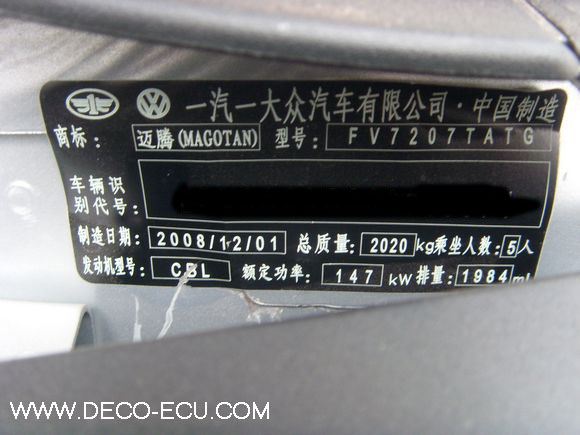 一汽一大众汽车有限公司·中国制造
商标: 迈腾(MAGOTAN) 型号: FV7207TATG
车辆识
别代号:
制造日期: 2008/12/01 总质量: 2020kg 乘坐人数: 5人
发动机型号: CBL 额定功率: 147 kW 排量: 1984 ml
WWW.DECO-ECU.COM